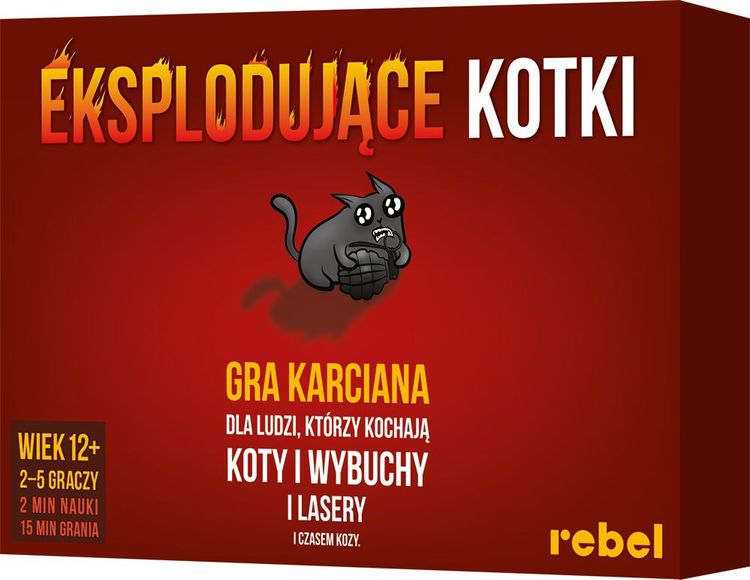 EKSPLODUJĄCE KOTKI
GRA KARCIANA
DLA LUDZI, KTÓRZY KOCHAJĄ
KOTY I WYBUCHY
I LASERY
I CZASEM KOZY.
WIEK 12+
2–5 GRACZY
2 MIN NAUKI
15 MIN GRANIA
rebel